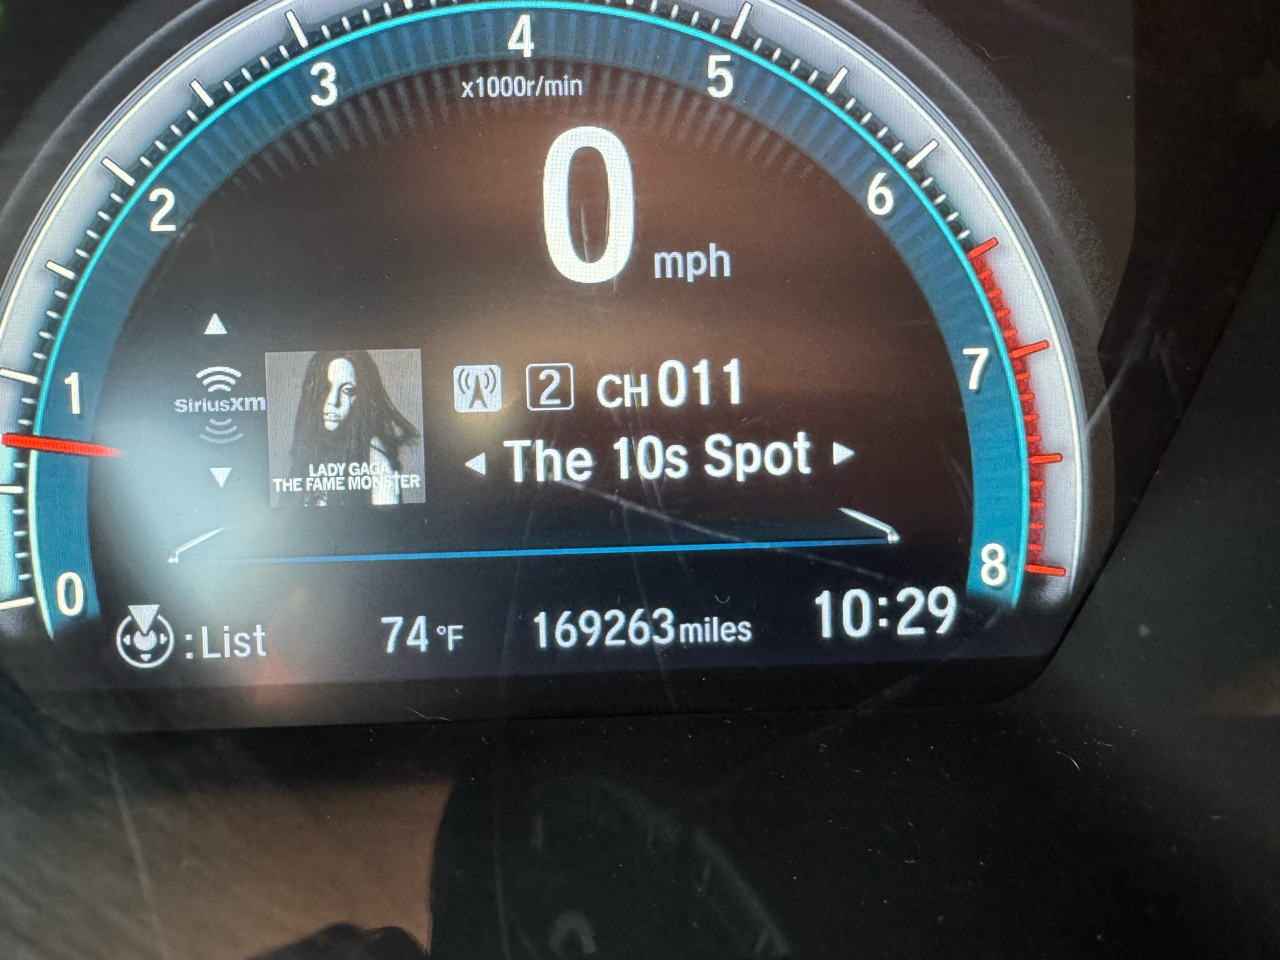 4
3
5
x1000r/min
2
6
0
mph
1
7
SiriusXm
2 CH 011
The 10s Spot
LADY GAGA
THE FAME MONSTER
0
8
:List
74 °F
169263 miles
10:29